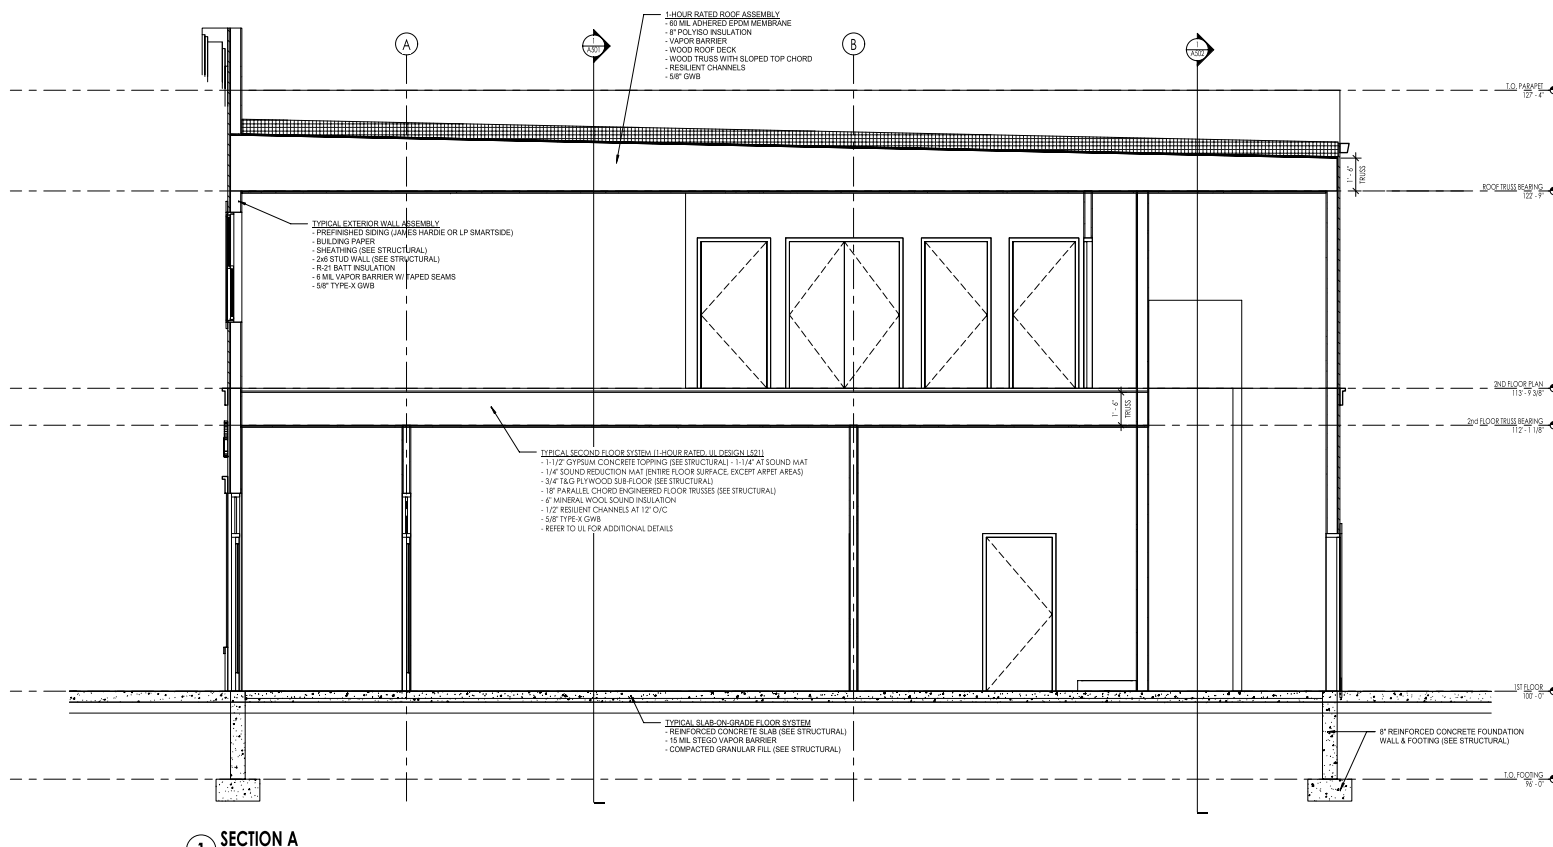 1-HOUR RATED ROOF ASSEMBLY
- 60 MIL ADHERED EPDM MEMBRANE
- 8" POLYISO INSULATION
- VAPOR BARRIER
- WOOD ROOF DECK
- WOOD TRUSS WITH SLOPED TOP CHORD
- RESILIENT CHANNELS
- 5/8" GWB
A
1
A501
B
1
A502
T.O. PARAPET
127' - 4"
1' - 6"
TRUSS
ROOF TRUSS BEARING
122' - 9"
TYPICAL EXTERIOR WALL ASSEMBLY
- PREFINISHED SIDING (JAMES HARDIE OR LP SMARTSIDE)
- BUILDING PAPER
- SHEATHING (SEE STRUCTURAL)
- 2x6 STUD WALL (SEE STRUCTURAL)
- R-21 BATT INSULATION
- 6 MIL VAPOR BARRIER W/ TAPED SEAMS
- 5/8" TYPE-X GWB
2ND FLOOR PLAN
113' - 9 3/8"
1' - 6"
TRUSS
2nd FLOOR TRUSS BEARING
112' - 1 1/8"
TYPICAL SECOND FLOOR SYSTEM (1-HOUR RATED, UL DESIGN L521)
- 1-1/2" GYPSUM CONCRETE TOPPING (SEE STRUCTURAL) - 1-1/4" AT SOUND MAT
- 1/4" SOUND REDUCTION MAT (ENTIRE FLOOR SURFACE, EXCEPT ARPET AREAS)
- 3/4" T&G PLYWOOD SUB-FLOOR (SEE STRUCTURAL)
- 18" PARALLEL CHORD ENGINEERED FLOOR TRUSSES (SEE STRUCTURAL)
- 6" MINERAL WOOL SOUND INSULATION
- 1/2" RESILIENT CHANNELS AT 12" O/C
- 5/8" TYPE-X GWB
- REFER TO UL FOR ADDITIONAL DETAILS
1ST FLOOR
100' - 0"
TYPICAL SLAB-ON-GRADE FLOOR SYSTEM
- REINFORCED CONCRETE SLAB (SEE STRUCTURAL)
- 15 MIL STEGO VAPOR BARRIER
- COMPACTED GRANULAR FILL (SEE STRUCTURAL)
8" REINFORCED CONCRETE FOUNDATION
WALL & FOOTING (SEE STRUCTURAL)
T.O. FOOTING
96' - 0"
1
SECTION A